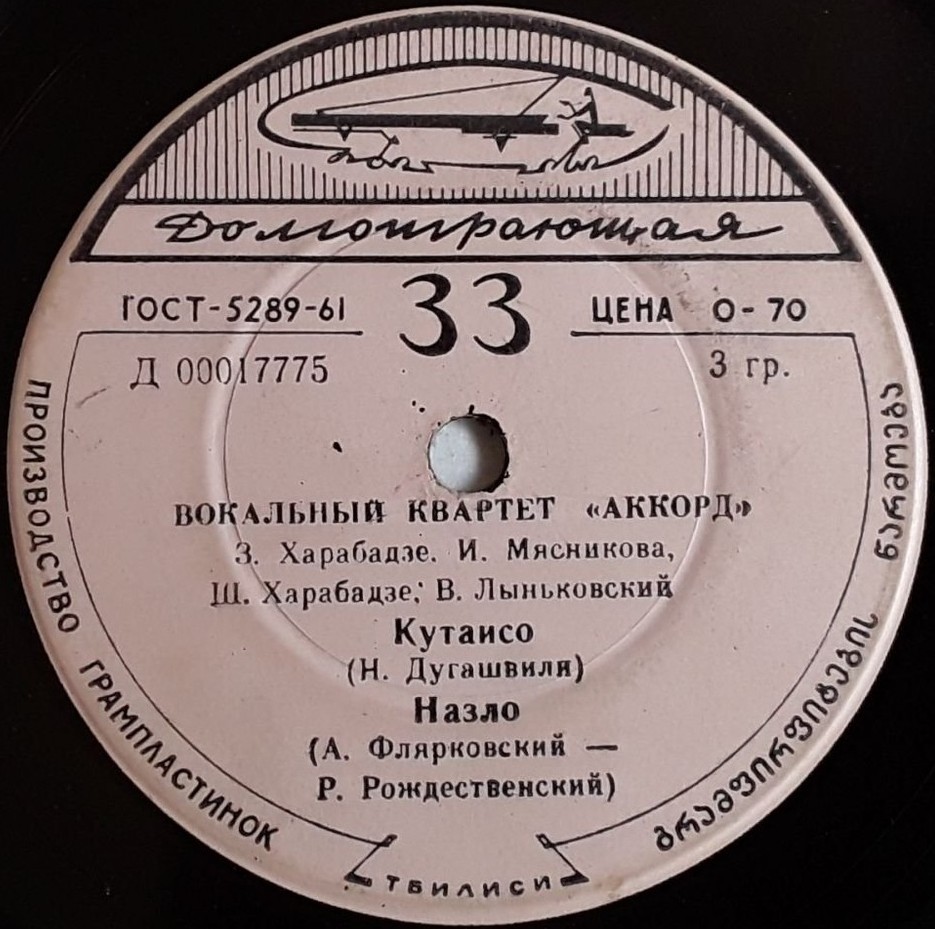 Долгоиграющая
ГОСТ-5289-61 33 ЦЕНА 0-70
Д 00017775 3 гр.
ВОКАЛЬНЫЙ КВАРТЕТ «АККОРД»
З. Харабадзе. И. Мясникова,
Ш. Харабадзе; В. Лыньковский
Кутаисо
(Н. Дугашвиля)
Назло
(А. Флярковский —
Р. Рождественский)
ПРОИЗВОДСТВО ГРАМПЛАСТИНОК
ТБИЛИСИ
გრამფირფიტების წარმოება